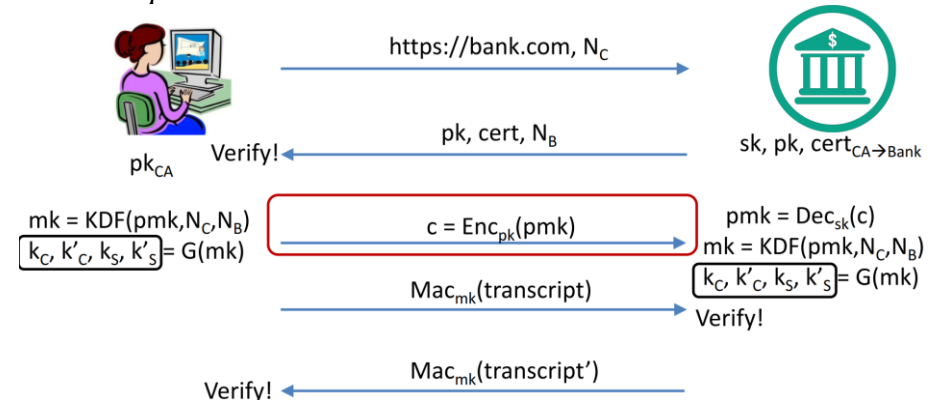 https://bank.com, N_C
$
pk, cert, N_B
Verify!
pk_CA
sk, pk, cert_CA→Bank
mk = KDF(pmk,N_C,N_B)
k_C, k'_C, k_S, k'_S = G(mk)
c = Enc_pk(pmk)
pmk = Dec_sk(c)
mk = KDF(pmk,N_C,N_B)
k_C, k'_C, k_S, k'_S = G(mk)
Mac_mk(transcript)
Verify!
Mac_mk(transcript')
Verify!